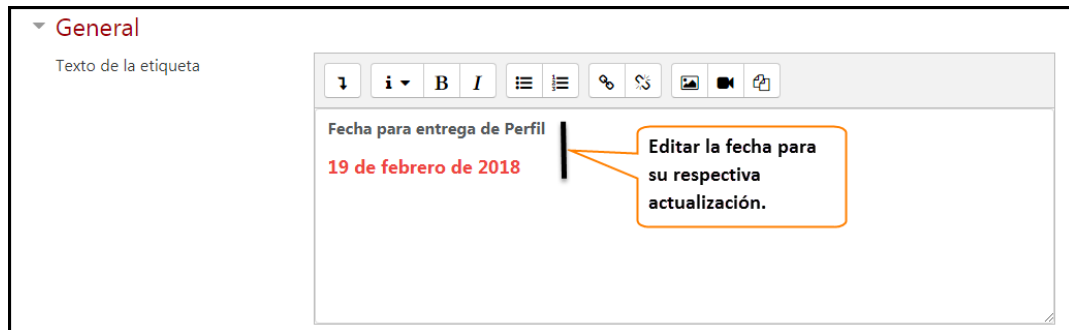 General
Texto de la etiqueta
i B I
Fecha para entrega de Perfil
19 de febrero de 2018
Editar la fecha para
su respectiva
actualización.